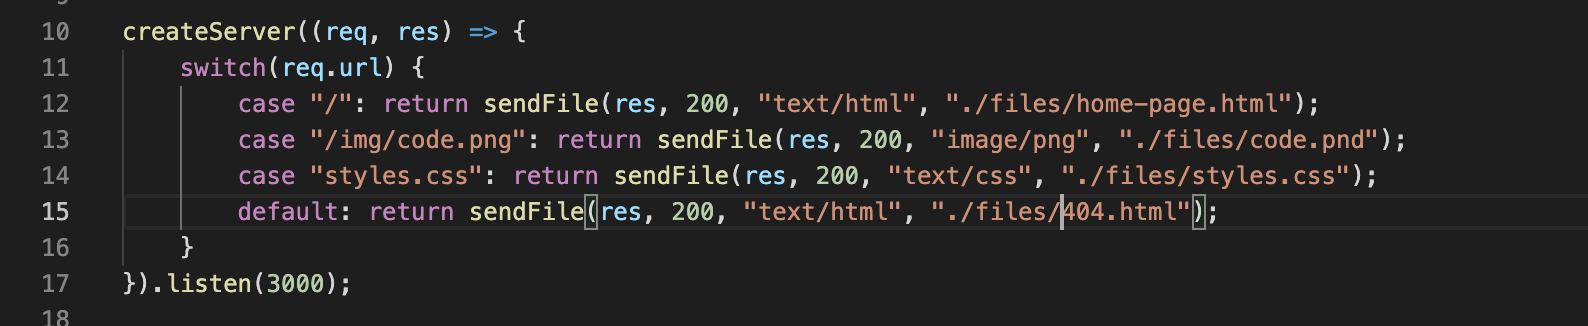 10 createServer((req, res) => {
11 switch(req.url) {
12 case "/": return sendFile(res, 200, "text/html", "./files/home-page.html");
13 case "/img/code.png": return sendFile(res, 200, "image/png", "./files/code.pnd");
14 case "styles.css": return sendFile(res, 200, "text/css", "./files/styles.css");
15 default: return sendFile(res, 200, "text/html", "./files/404.html");
16 }
17 }).listen(3000);
18